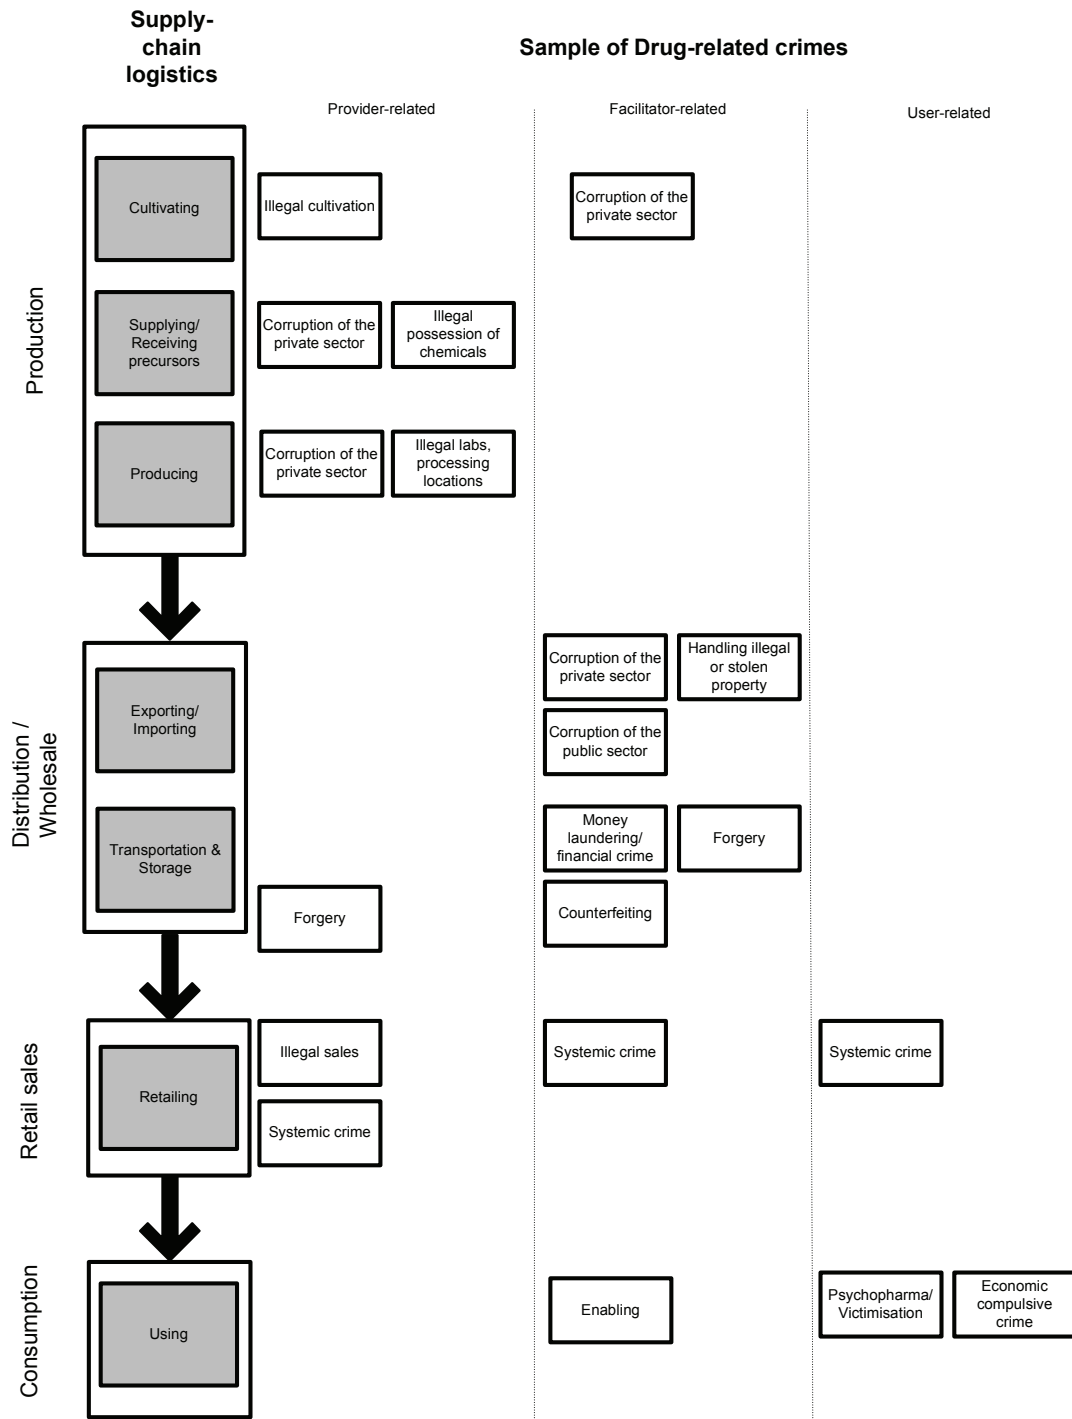 Supply-
chain
logistics
Sample of Drug-related crimes
Provider-related
Facilitator-related
User-related
Production
Cultivating
Illegal cultivation
Corruption of the
private sector
Supplying/
Receiving
precursors
Corruption of the
private sector
Illegal
possession of
chemicals
Producing
Corruption of the
private sector
Illegal labs,
processing
locations
Distribution /
Wholesale
Exporting/
Importing
Corruption of the
private sector
Handling illegal
or stolen
property
Corruption of the
public sector
Transportation &
Storage
Forgery
Money
laundering/
financial crime
Forgery
Counterfeiting
Retail sales
Retailing
Illegal sales
Systemic crime
Systemic crime
Systemic crime
Consumption
Using
Enabling
Psychopharma/
Victimisation
Economic
compulsive
crime